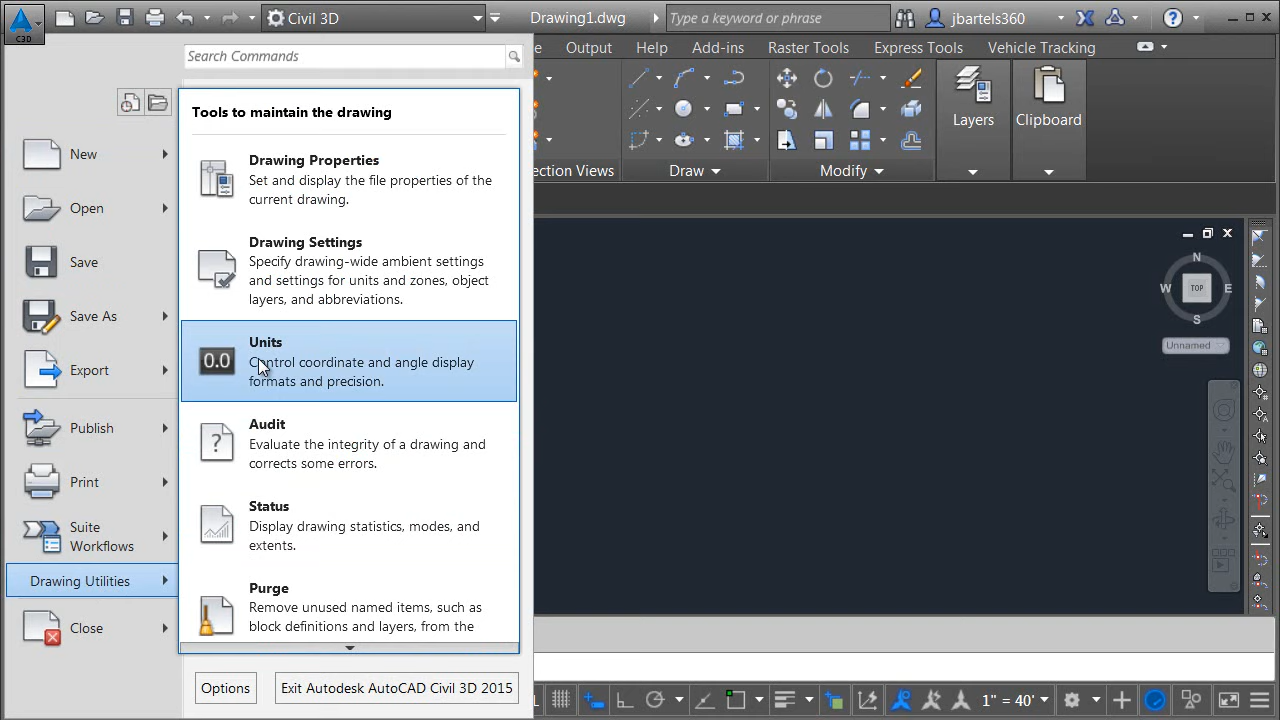 Civil 3D
Drawing1.dwg
Type a keyword or phrase
jbartels360
C3D
Output
Help
Add-ins
Raster Tools
Express Tools
Vehicle Tracking
Search Commands
Layers
Clipboard
ection Views
Draw
Modify
New
Open
Save
Save As
Export
Publish
Print
Suite
Workflows
Drawing Utilities
Close
Tools to maintain the drawing
Drawing Properties
Set and display the file properties of the
current drawing.
Drawing Settings
Specify drawing-wide ambient settings
and settings for units and zones, object
layers, and abbreviations.
0.0
Units
Control coordinate and angle display
formats and precision.
Audit
Evaluate the integrity of a drawing and
corrects some errors.
Status
Display drawing statistics, modes, and
extents.
Purge
Remove unused named items, such as
block definitions and layers, from the
Options
Exit Autodesk AutoCAD Civil 3D 2015
N
W
TOP
E
S
Unnamed
1" = 40'